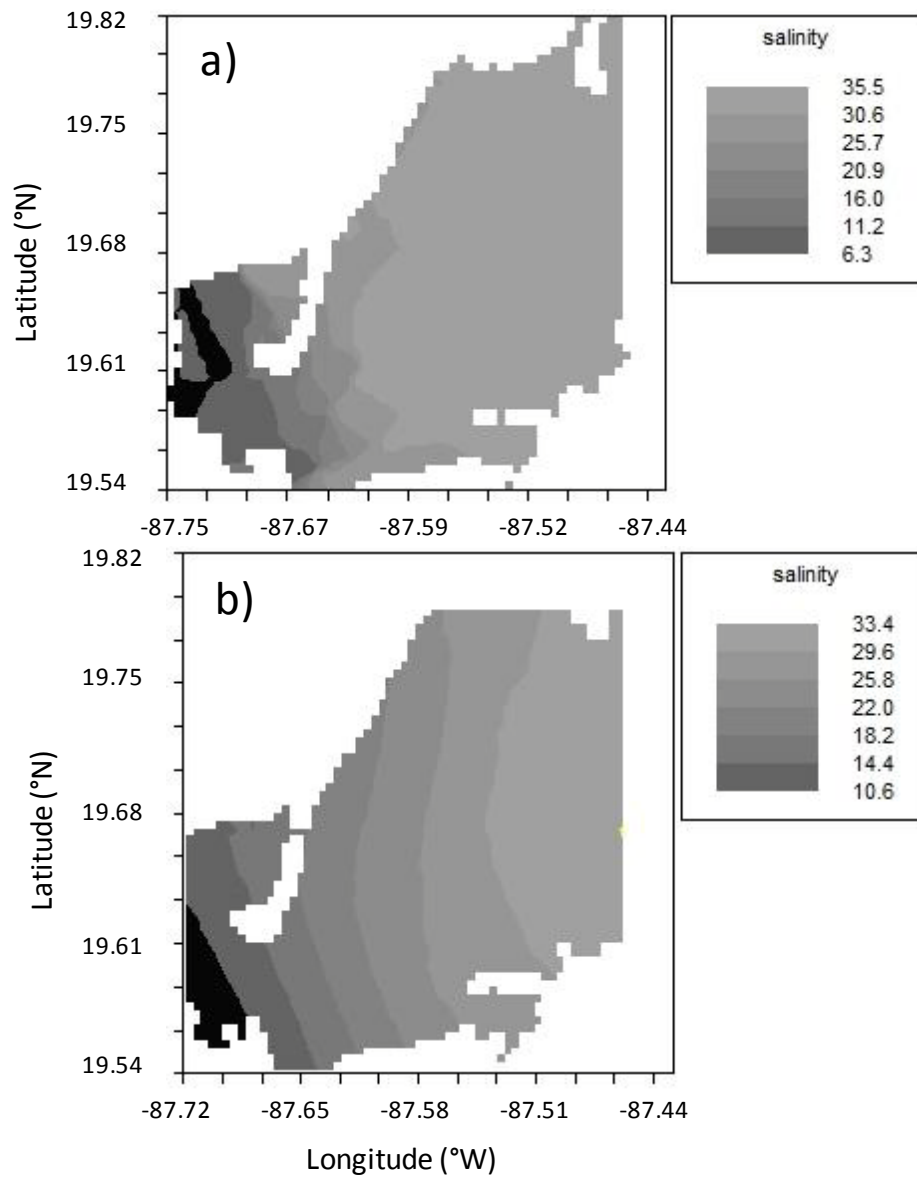 a)
19.82
19.75
19.68
19.61
19.54
Latitude (°N)
-87.75 -87.67 -87.59 -87.52 -87.44
salinity
35.5
30.6
25.7
20.9
16.0
11.2
6.3
b)
19.82
19.75
19.68
19.61
19.54
Latitude (°N)
-87.72 -87.65 -87.58 -87.51 -87.44
Longitude (°W)
salinity
33.4
29.6
25.8
22.0
18.2
14.4
10.6